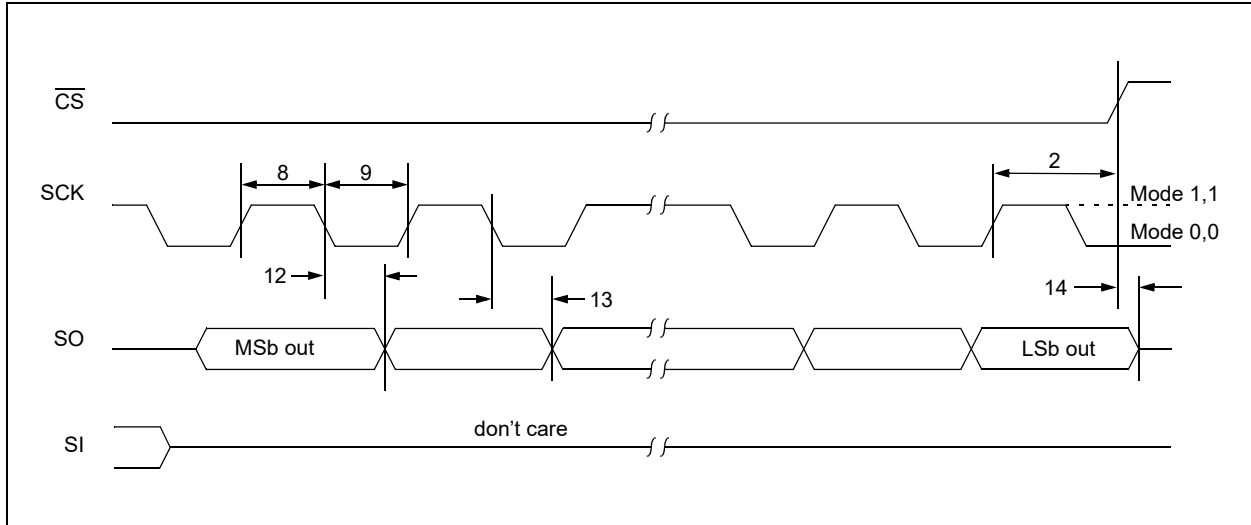 CS
2
8
9
SCK
Mode 1,1
Mode 0,0
12
13
14
SO
MSb out
LSb out
SI
don't care